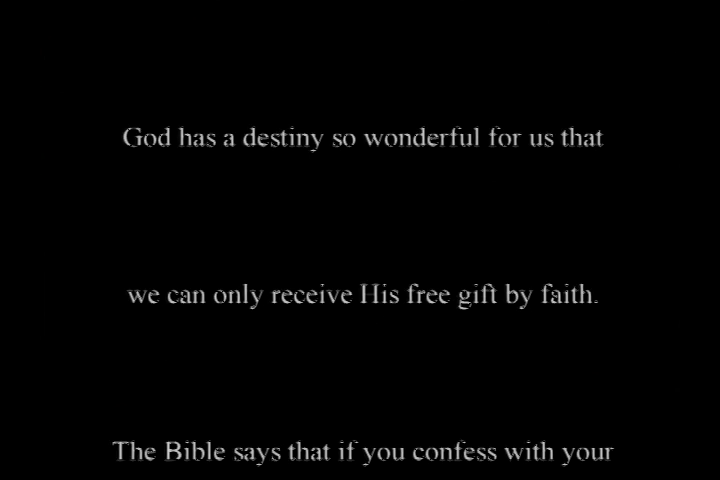 God has a destiny so wonderful for us that
we can only receive His free gift by faith.
The Bible says that if you confess with your